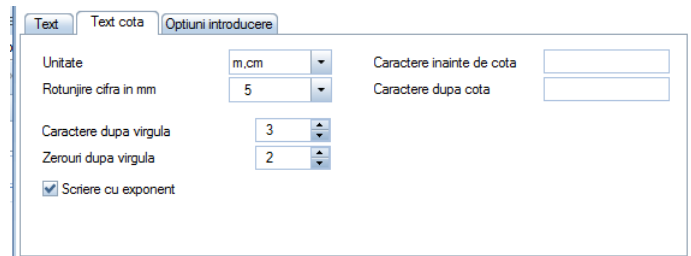 Text Text cota Optiuni introducere
Unitate m,cm Caractere inainte de cota
Rotunjire cifra in mm 5 Caractere dupa cota
Caractere dupa virgula 3
Zerouri dupa virgula 2
Scriere cu exponent